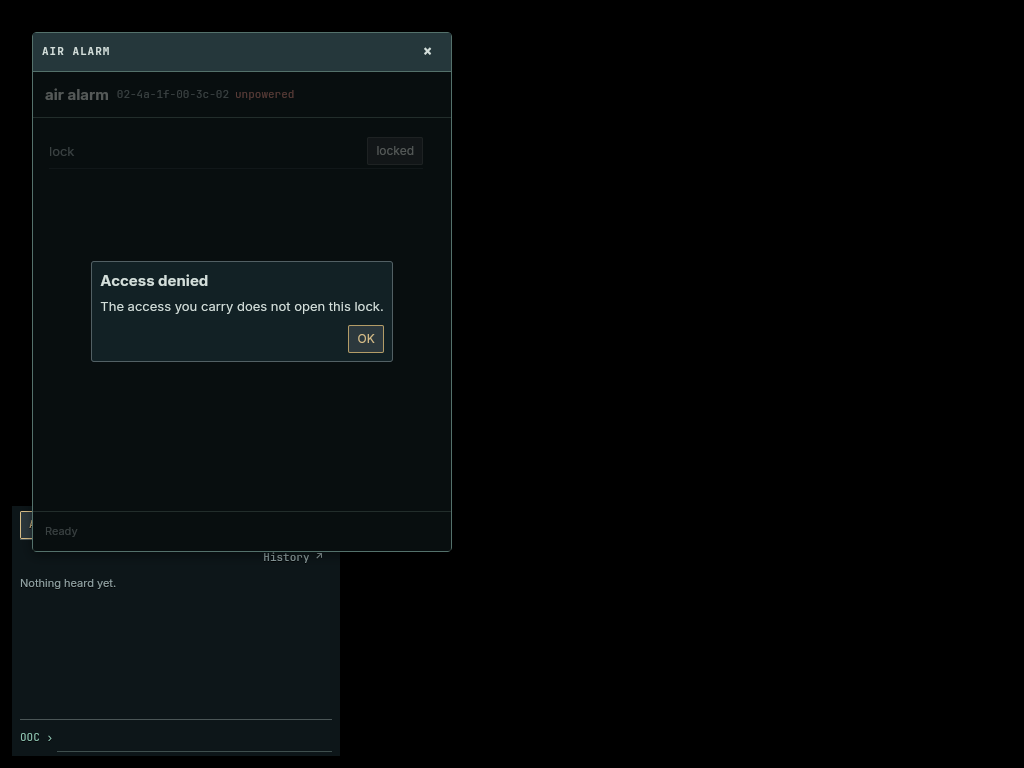 AIR ALARM ×
air alarm 02-4a-1f-00-3c-02 unpowered
lock locked
Access denied
The access you carry does not open this lock.
OK
Ready
History ↗
Nothing heard yet.
OOC ›